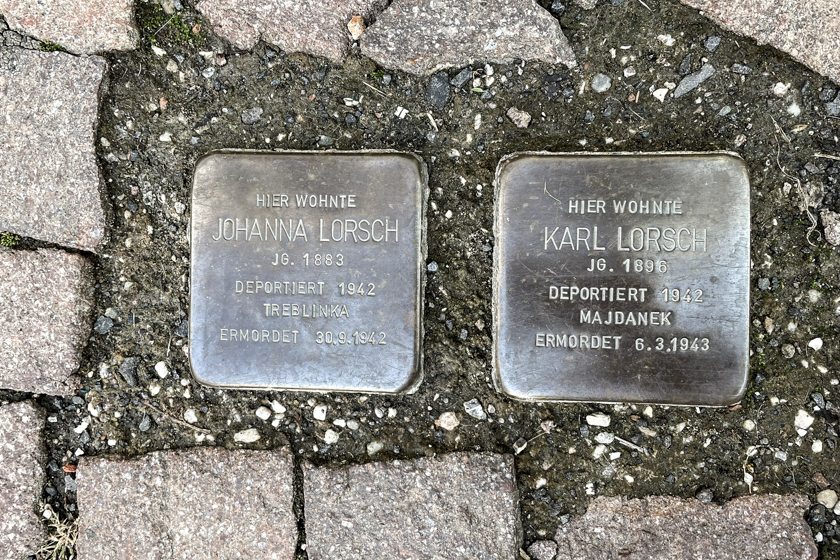 HIER WOHNTE
JOHANNA LORSCH
JG. 1883
DEPORTIERT 1942
TREBLINKA
ERMORDET 30.9.1942
HIER WOHNTE
KARL LORSCH
JG. 1896
DEPORTIERT 1942
MAJDANEK
ERMORDET 6.3.1943